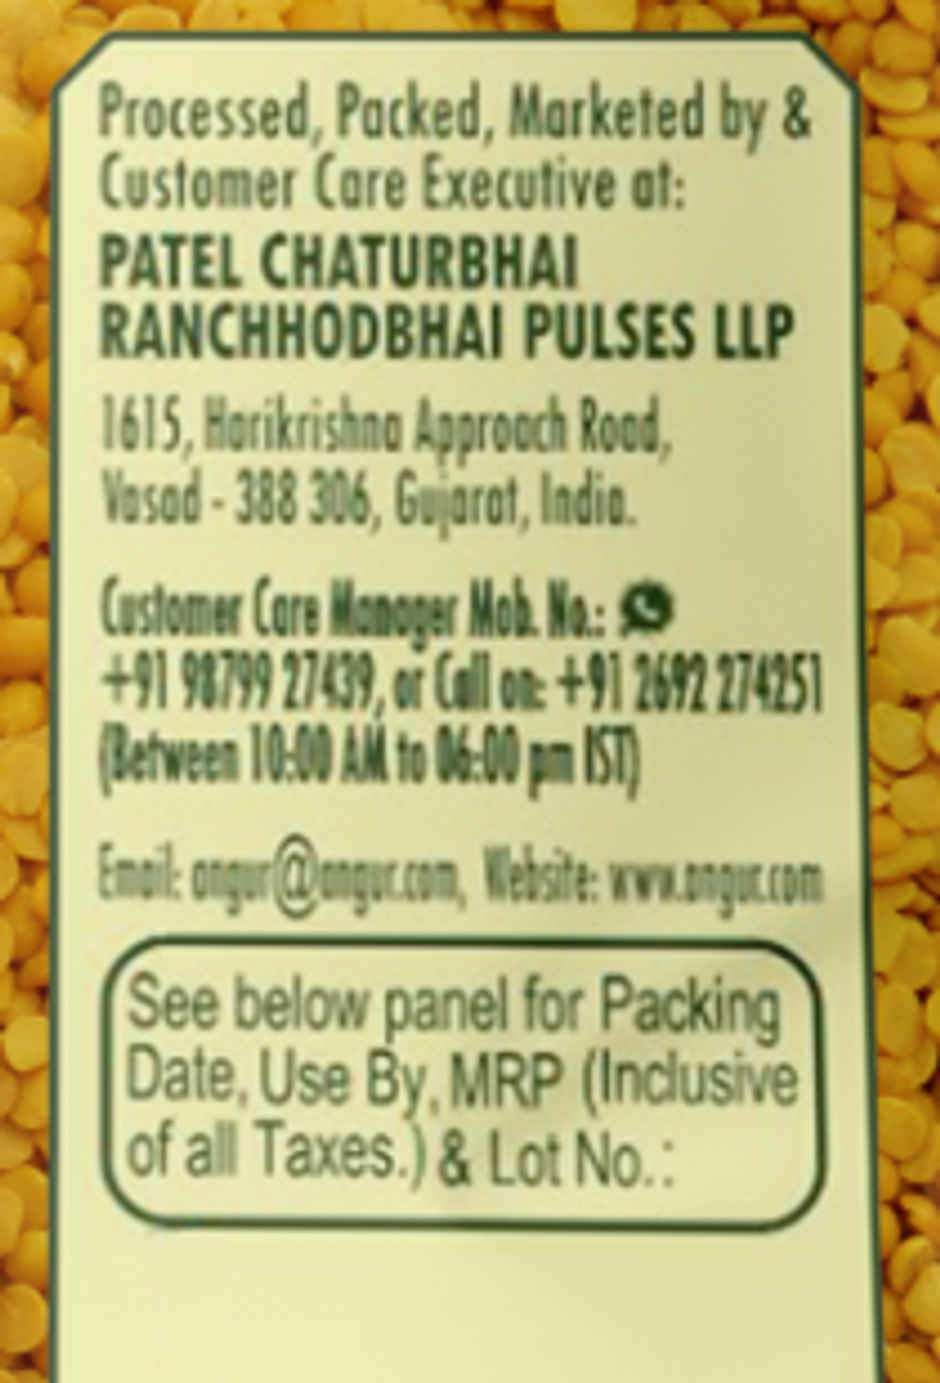 Processed, Packed, Marketed by &
Customer Care Executive at:
PATEL CHATURBHAI
RANCHHODBHAI PULSES LLP
1615, Harikrishna Approach Road,
Vasad - 388 306, Gujarat, India.
Customer Care Manager Mob. No.:
+91 98799 27439, or Call on: +91 2692 274251
(Between 10:00 AM to 06:00 pm IST)
Email: angur@angur.com, Website: www.angur.com
See below panel for Packing
Date, Use By, MRP (Inclusive
of all Taxes.) & Lot No. :